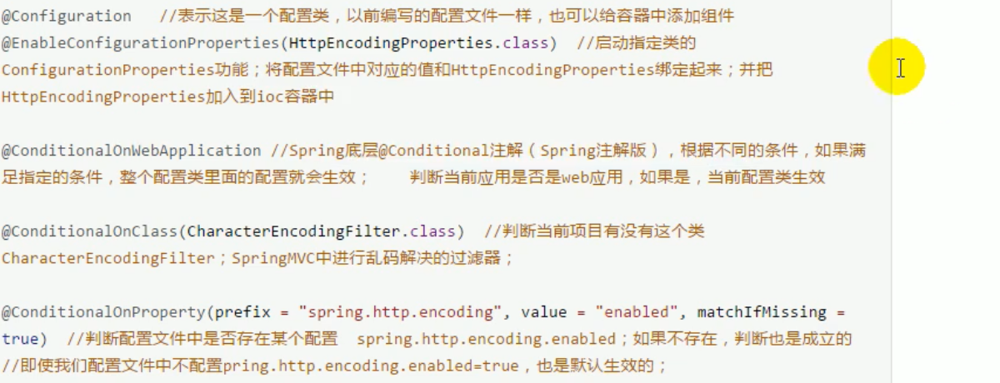 @Configuration   //表示这是一个配置类，以前编写的配置文件一样，也可以给容器中添加组件
@EnableConfigurationProperties(HttpEncodingProperties.class)  //启动指定类的
ConfigurationProperties功能；将配置文件中对应的值和HttpEncodingProperties绑定起来；并把
HttpEncodingProperties加入到ioc容器中
@ConditionalOnWebApplication //Spring底层@Conditional注解（Spring注解版），根据不同的条件，如果满
足指定的条件，整个配置类里面的配置就会生效；    判断当前应用是否是web应用，如果是，当前配置类生效
@ConditionalOnClass(CharacterEncodingFilter.class)  //判断当前项目有没有这个类
CharacterEncodingFilter；SpringMVC中进行乱码解决的过滤器；
@ConditionalOnProperty(prefix = "spring.http.encoding", value = "enabled", matchIfMissing =
true)  //判断配置文件中是否存在某个配置  spring.http.encoding.enabled；如果不存在，判断也是成立的
//即使我们配置文件中不配置pring.http.encoding.enabled=true，也是默认生效的；